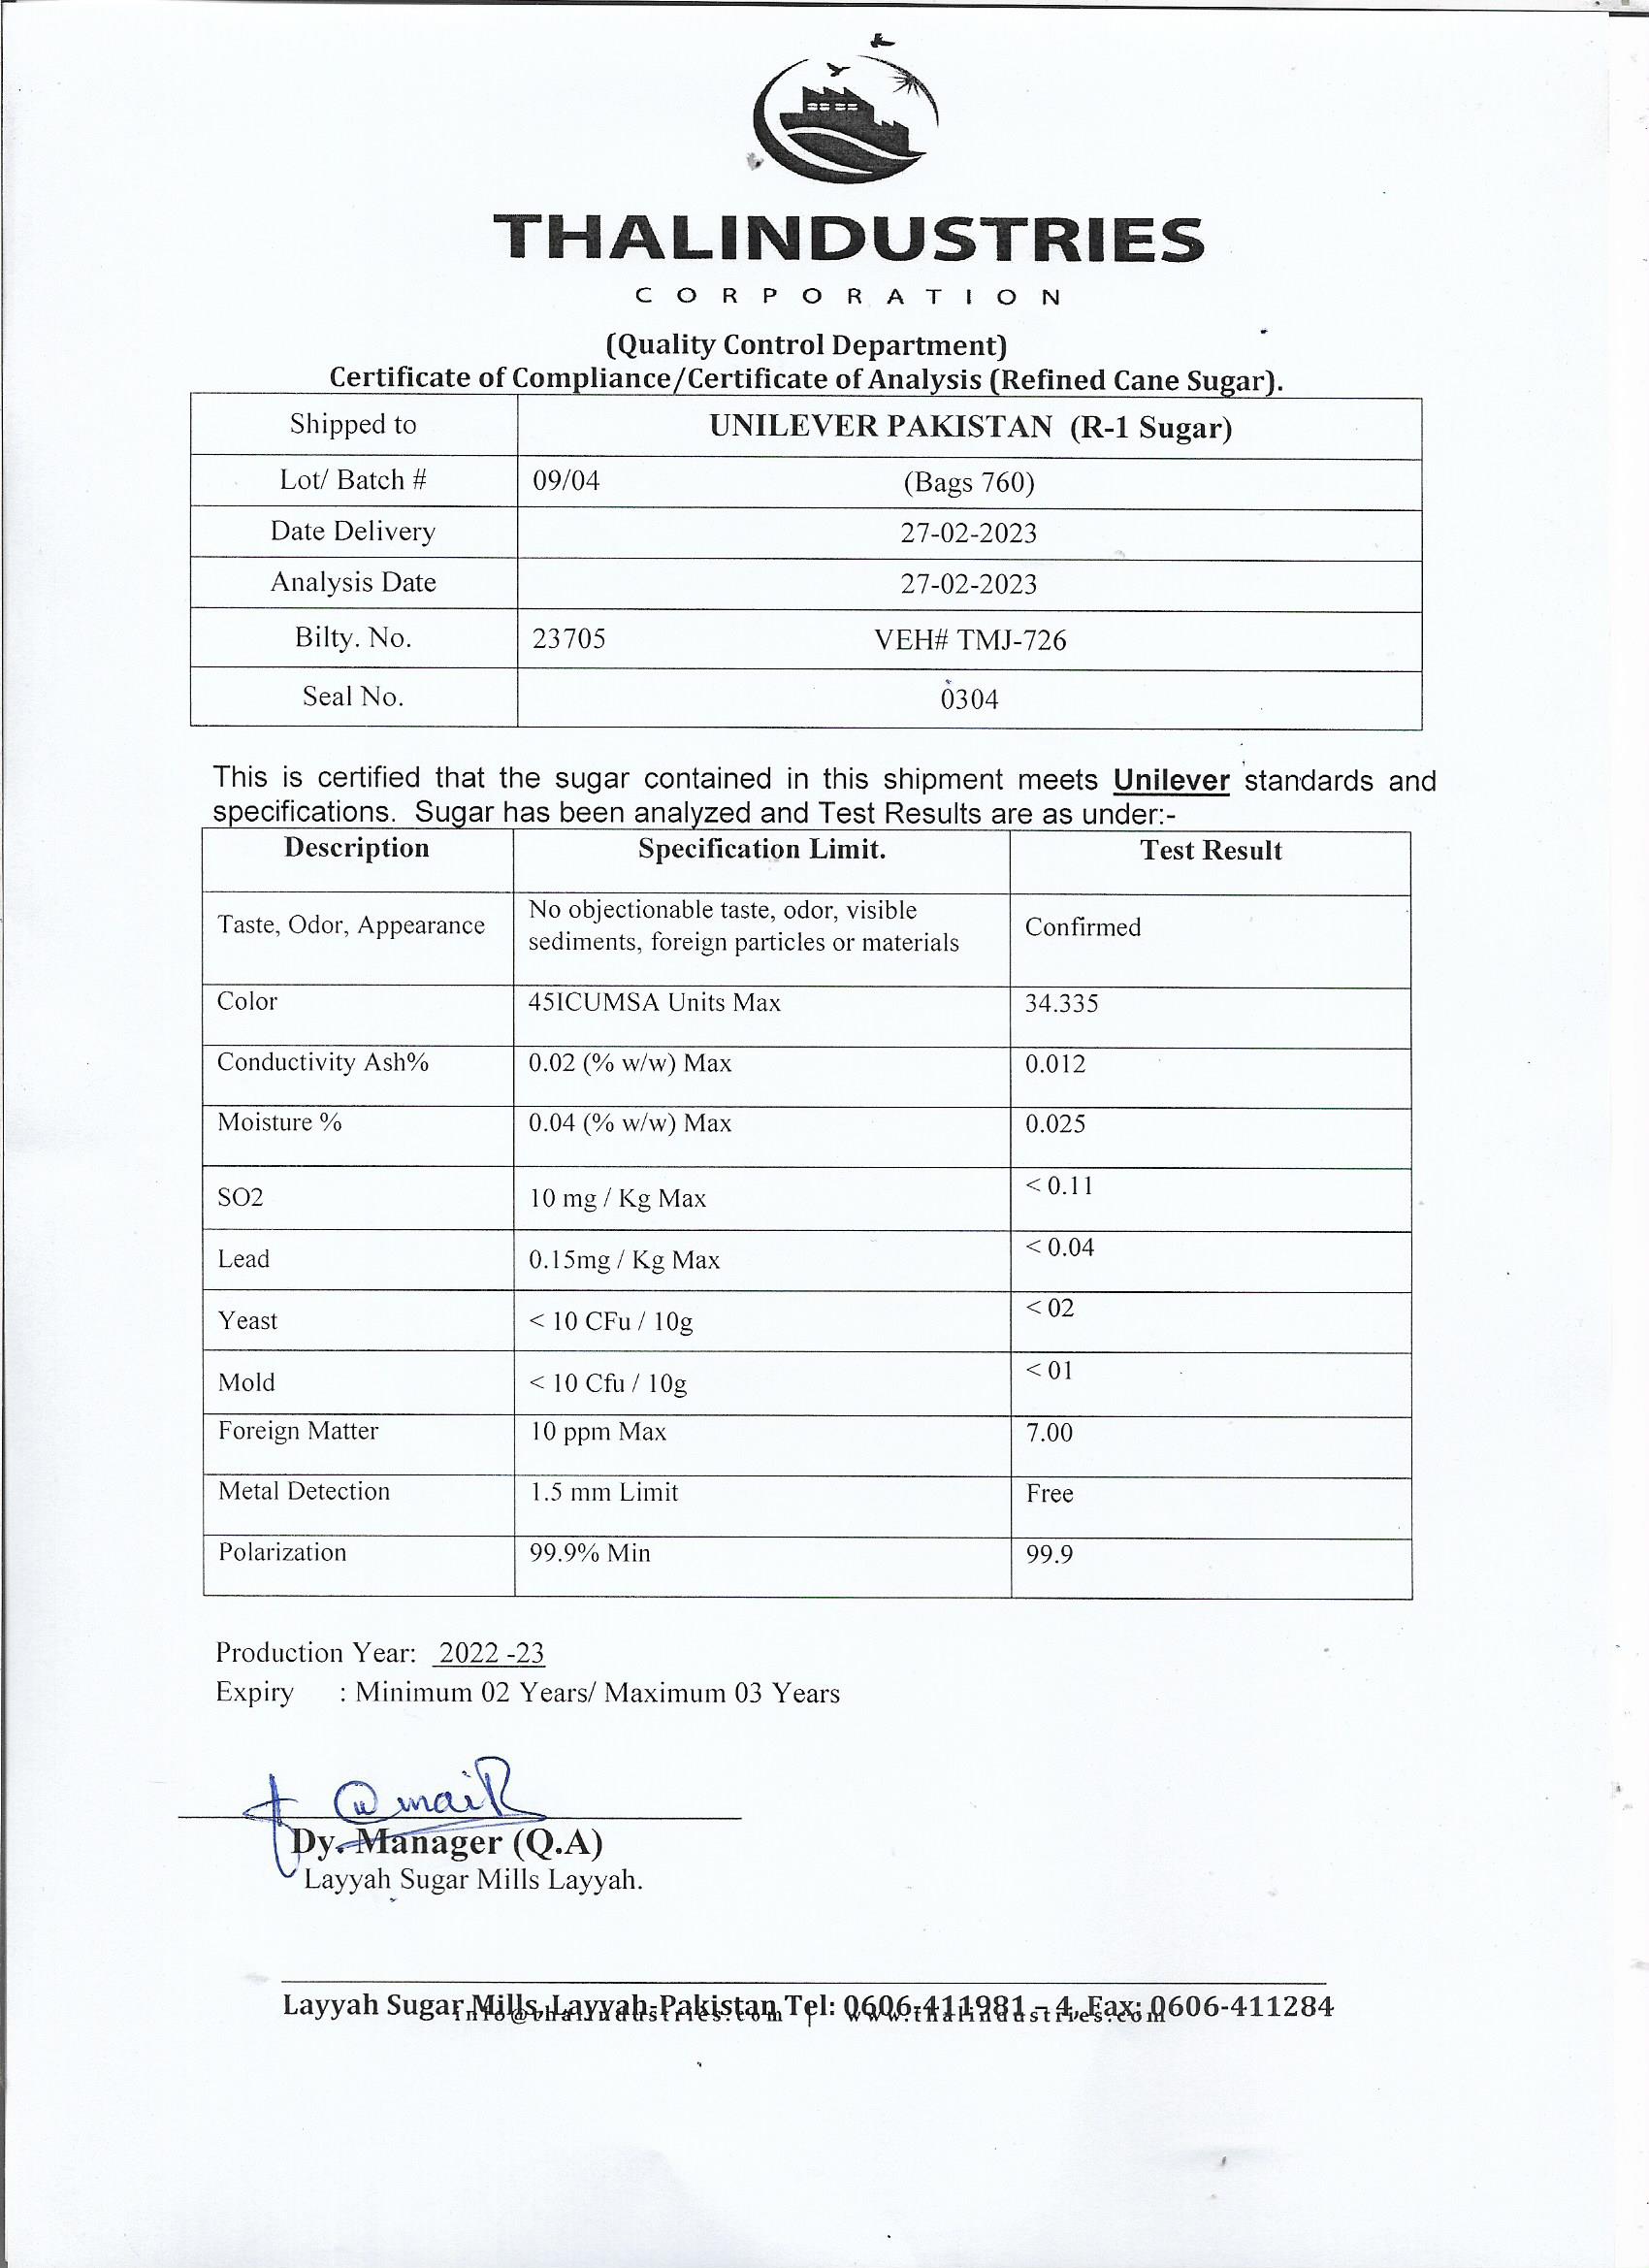 THALINDUSTRIES
CORPORATION
(Quality Control Department)
Certificate of Compliance/Certificate of Analysis (Refined Cane Sugar).
Shipped to UNILEVER PAKISTAN (R-1 Sugar)
Lot/ Batch # 09/04 (Bags 760)
Date Delivery 27-02-2023
Analysis Date 27-02-2023
Bilty. No. 23705 VEH# TMJ-726
Seal No. 0304
This is certified that the sugar contained in this shipment meets Unilever standards and
specifications. Sugar has been analyzed and Test Results are as under:-
Description Specification Limit. Test Result
Taste, Odor, Appearance No objectionable taste, odor, visible
sediments, foreign particles or materials Confirmed
Color 45ICUMSA Units Max 34.335
Conductivity Ash% 0.02 (% w/w) Max 0.012
Moisture % 0.04 (% w/w) Max 0.025
SO2 10 mg / Kg Max < 0.11
Lead 0.15mg / Kg Max < 0.04
Yeast < 10 CFu / 10g < 02
Mold < 10 Cfu / 10g < 01
Foreign Matter 10 ppm Max 7.00
Metal Detection 1.5 mm Limit Free
Polarization 99.9% Min 99.9
Production Year: 2022 -23
Expiry : Minimum 02 Years/ Maximum 03 Years
Dy. Manager (Q.A)
Layyah Sugar Mills Layyah.
Layyah Sugar Mills, Layyah-Pakistan Tel: 0606-411981 – 4, Fax: 0606-411284
info@thalindustries.com | www.thalindustries.com